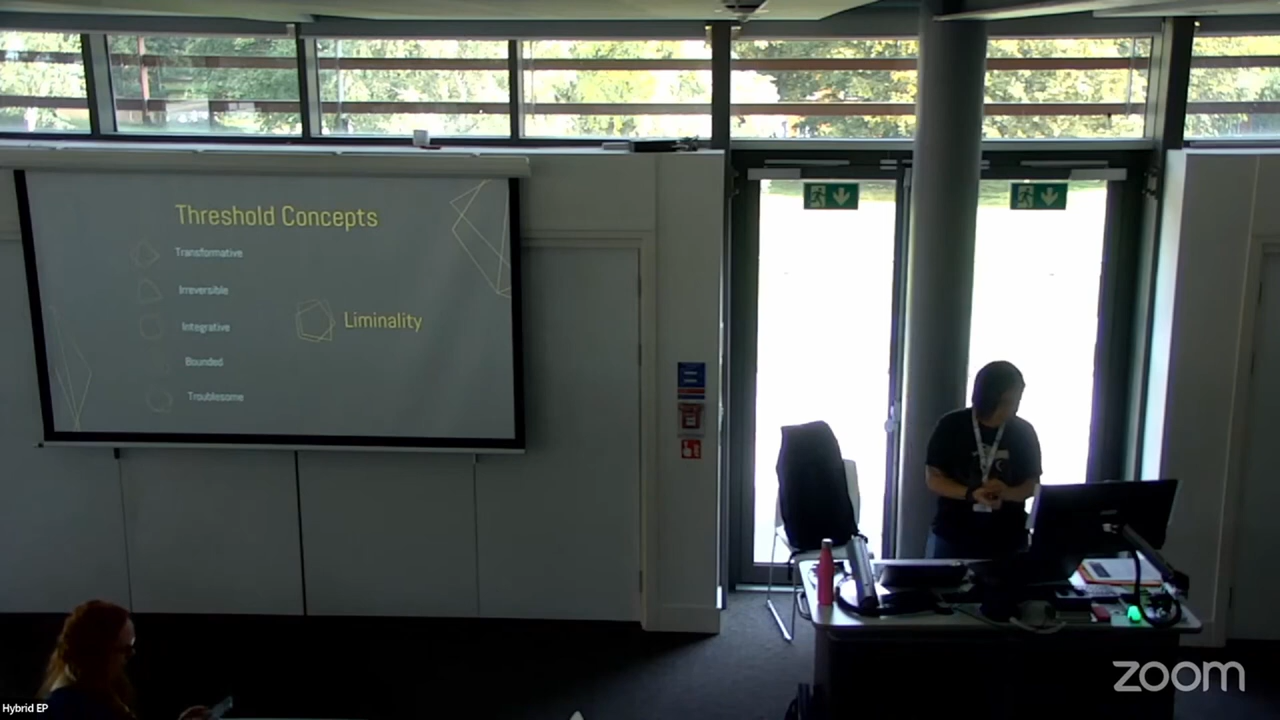 Threshold Concepts
Transformative
Irreversible
Integrative
Bounded
Troublesome
Liminality
zoom
Hybrid EP